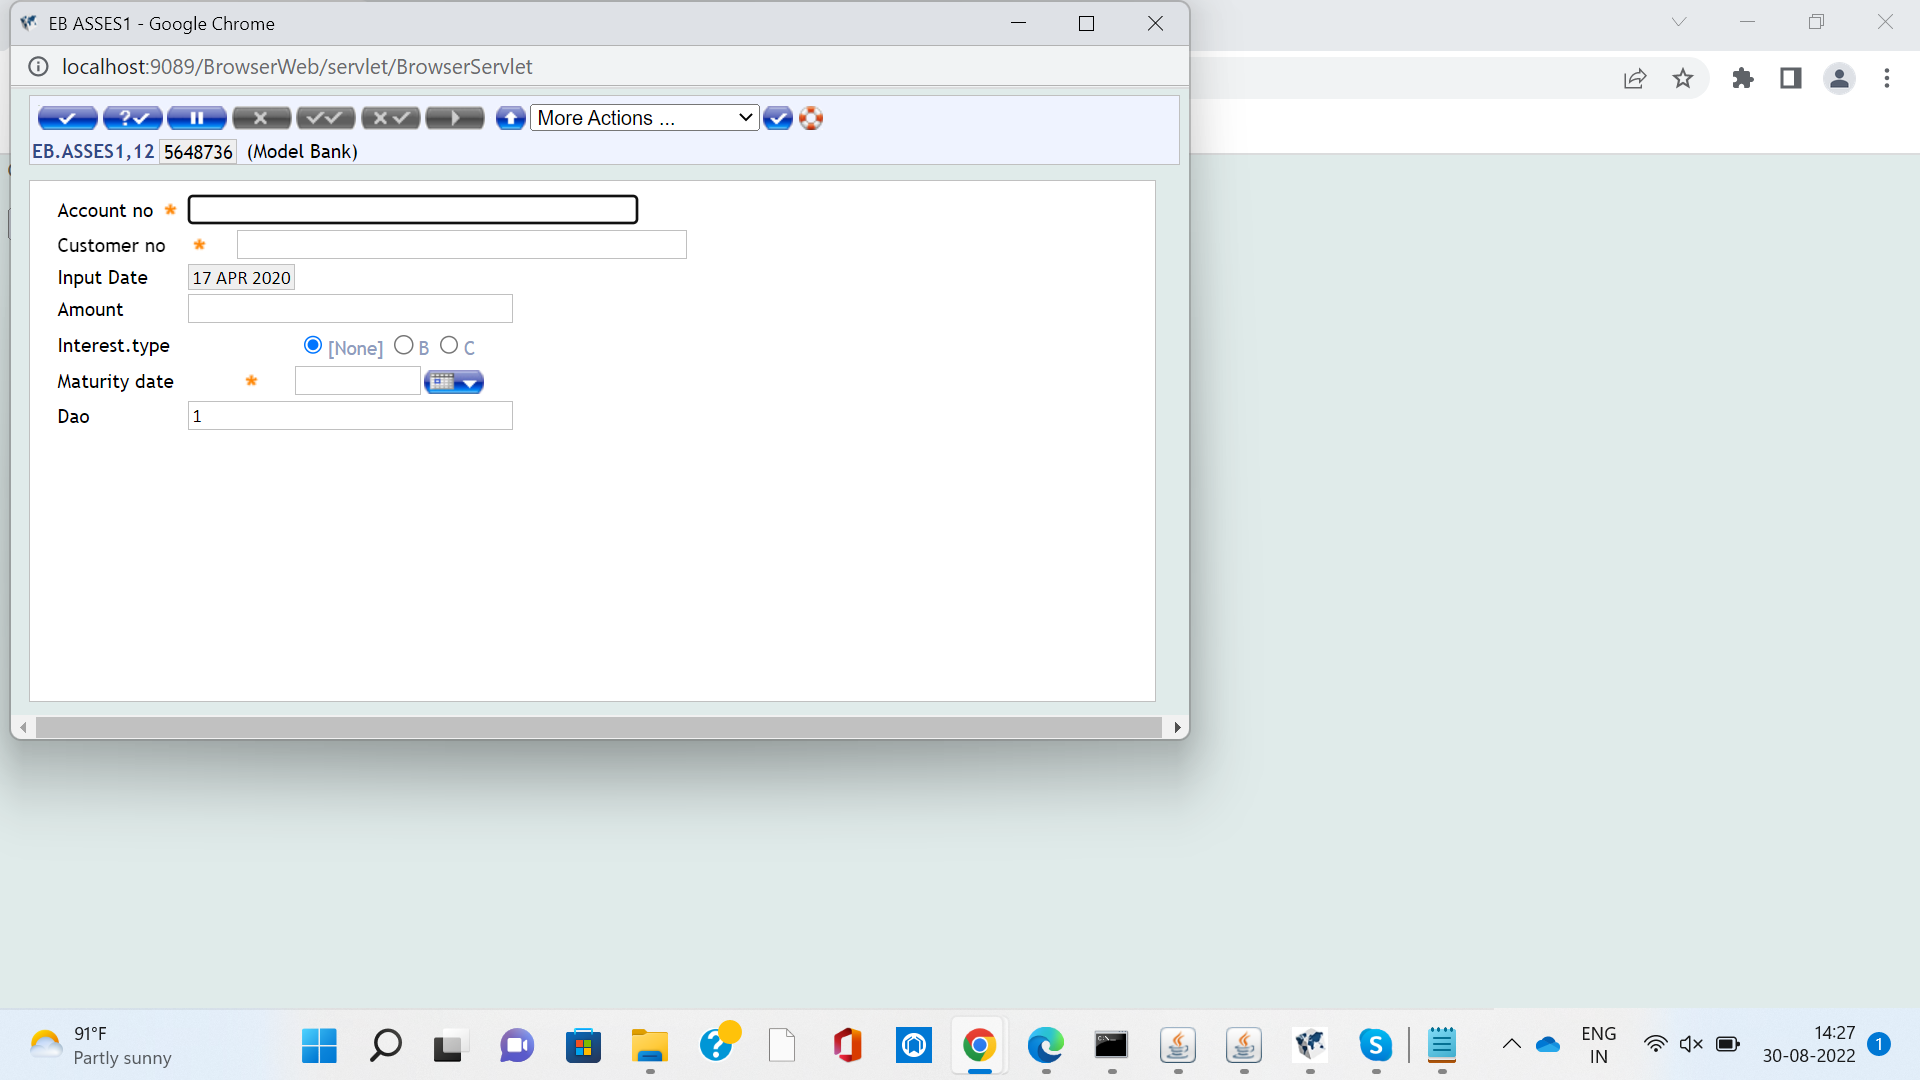 EB ASSES1 - Google Chrome
localhost:9089/BrowserWeb/servlet/BrowserServlet
More Actions ...
EB.ASSES1,12 5648736 (Model Bank)
Account no *
Customer no *
Input Date 17 APR 2020
Amount
Interest.type [None] B C
Maturity date *
Dao 1
91°F
Partly sunny
ENG
IN
14:27
30-08-2022
1